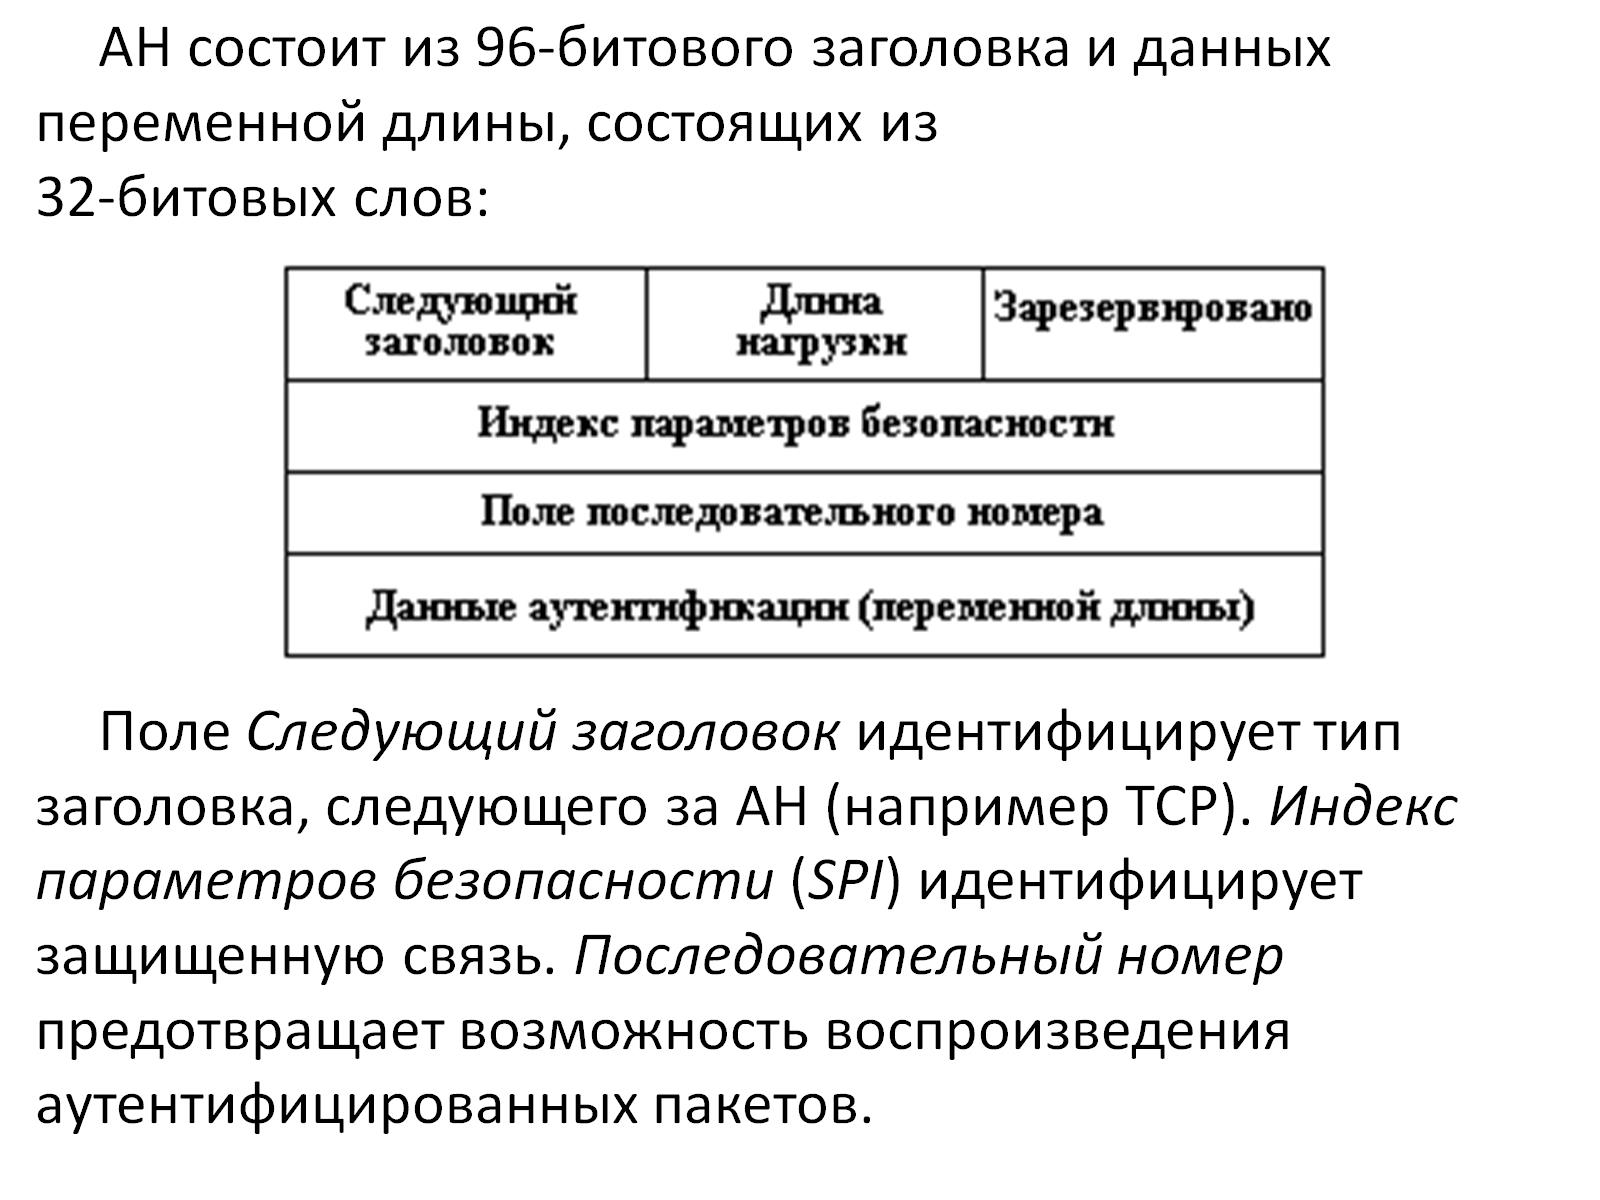 АН состоит из 96-битового заголовка и данных
переменной длины, состоящих из
32-битовых слов:
Следующий
заголовок
Длина
нагрузки
Зарезервировано
Индекс параметров безопасности
Поле последовательного номера
Данные аутентификации (переменной длины)
Поле Следующий заголовок идентифицирует тип
заголовка, следующего за АН (например TCP). Индекс
параметров безопасности (SPI) идентифицирует
защищенную связь. Последовательный номер
предотвращает возможность воспроизведения
аутентифицированных пакетов.